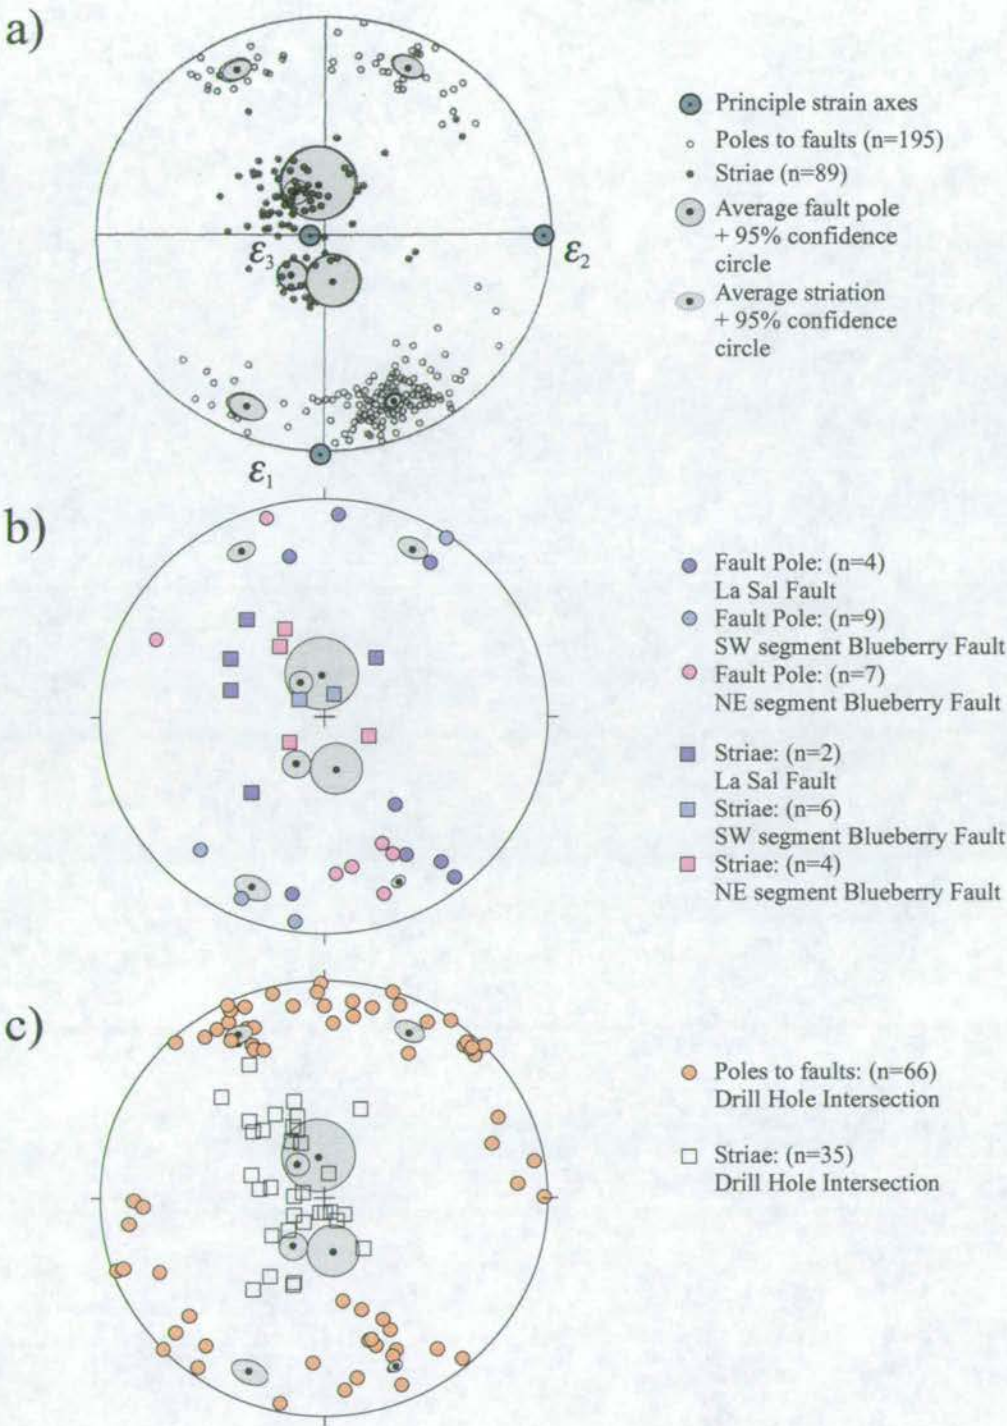 a)
Principle strain axes
Poles to faults (n=195)
Striae (n=89)
Average fault pole
+ 95% confidence
circle
Average striation
+ 95% confidence
circle
ε3
ε2
ε1
b)
Fault Pole: (n=4)
La Sal Fault
Fault Pole: (n=9)
SW segment Blueberry Fault
Fault Pole: (n=7)
NE segment Blueberry Fault
Striae: (n=2)
La Sal Fault
Striae: (n=6)
SW segment Blueberry Fault
Striae: (n=4)
NE segment Blueberry Fault
c)
Poles to faults: (n=66)
Drill Hole Intersection
Striae: (n=35)
Drill Hole Intersection